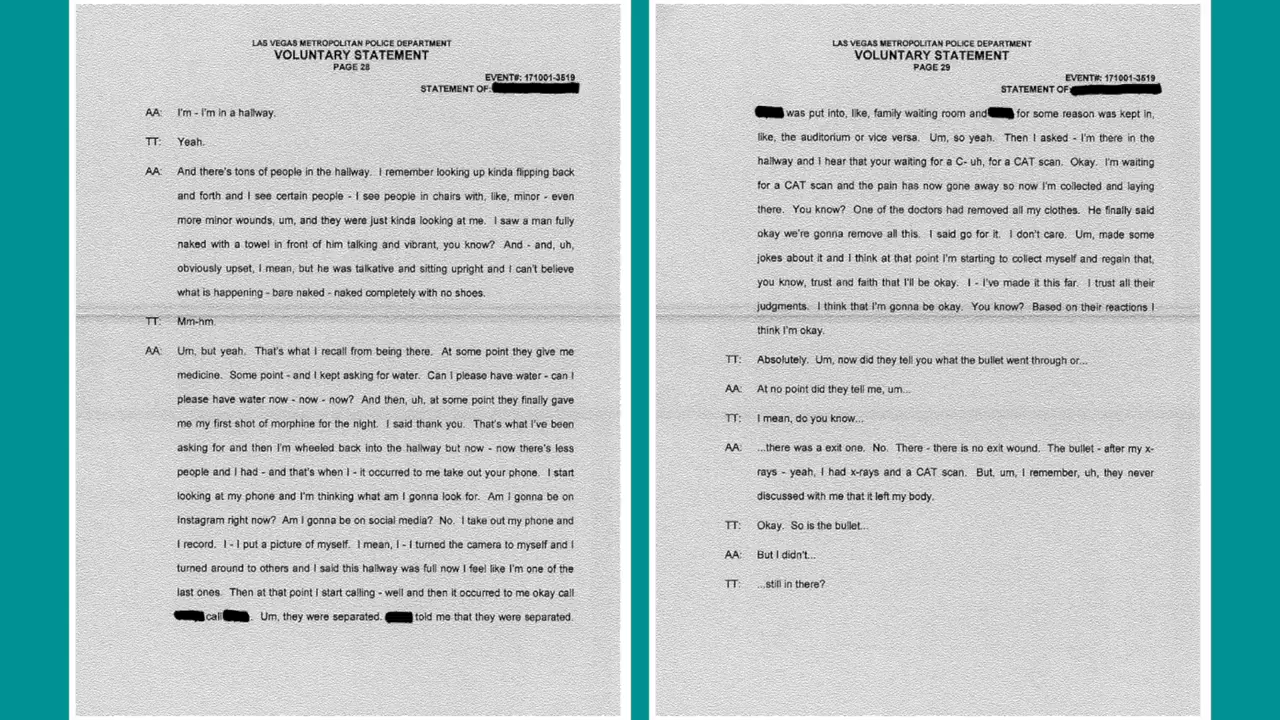 LAS VEGAS METROPOLITAN POLICE DEPARTMENT
VOLUNTARY STATEMENT
PAGE 28
EVENT#: 171001-3519
STATEMENT OF:
AA: I'm - I'm in a hallway.
TT: Yeah.
AA: And there's tons of people in the hallway. I remember looking up kinda flipping back
and forth and I see certain people - I see people in chairs with, like, minor - even
more minor wounds, um, and they were just kinda looking at me. I saw a man fully
naked with a towel in front of him talking and vibrant, you know? And - and, uh,
obviously upset, I mean, but he was talkative and sitting upright and I can't believe
what is happening - bare naked - naked completely with no shoes.
TT: Mm-hm.
AA: Um, but yeah. That's what I recall from being there. At some point they give me
medicine. Some point - and I kept asking for water. Can I please have water - can I
please have water now - now - now? And then, uh, at some point they finally gave
me my first shot of morphine for the night. I said thank you. That's what I've been
asking for and then I'm wheeled back into the hallway but now - now there's less
people and I had - and that's when I - it occurred to me take out your phone. I start
looking at my phone and I'm thinking what am I gonna look for. Am I gonna be on
Instagram right now? Am I gonna be on social media? No. I take out my phone and
I record. I - I put a picture of myself. I mean, I - I turned the camera to myself and I
turned around to others and I said this hallway was full now I feel like I'm one of the
last ones. Then at that point I start calling - well and then it occurred to me okay call
call . Um, they were separated. told me that they were separated.
LAS VEGAS METROPOLITAN POLICE DEPARTMENT
VOLUNTARY STATEMENT
PAGE 29
EVENT#: 171001-3519
STATEMENT OF:
was put into, like, family waiting room and for some reason was kept in,
like, the auditorium or vice versa. Um, so yeah. Then I asked - I'm there in the
hallway and I hear that your waiting for a C- uh, for a CAT scan. Okay. I'm waiting
for a CAT scan and the pain has now gone away so now I'm collected and laying
there. You know? One of the doctors had removed all my clothes. He finally said
okay we're gonna remove all this. I said go for it. I don't care. Um, made some
jokes about it and I think at that point I'm starting to collect myself and regain that,
you know, trust and faith that I'll be okay. I - I've made it this far. I trust all their
judgments. I think that I'm gonna be okay. You know? Based on their reactions I
think I'm okay.
TT: Absolutely. Um, now did they tell you what the bullet went through or...
AA: At no point did they tell me, um...
TT: I mean, do you know...
AA: ...there was a exit one. No. There - there is no exit wound. The bullet - after my x-
rays - yeah, I had x-rays and a CAT scan. But, um, I remember, uh, they never
discussed with me that it left my body.
TT: Okay. So is the bullet...
AA: But I didn't...
TT: ...still in there?